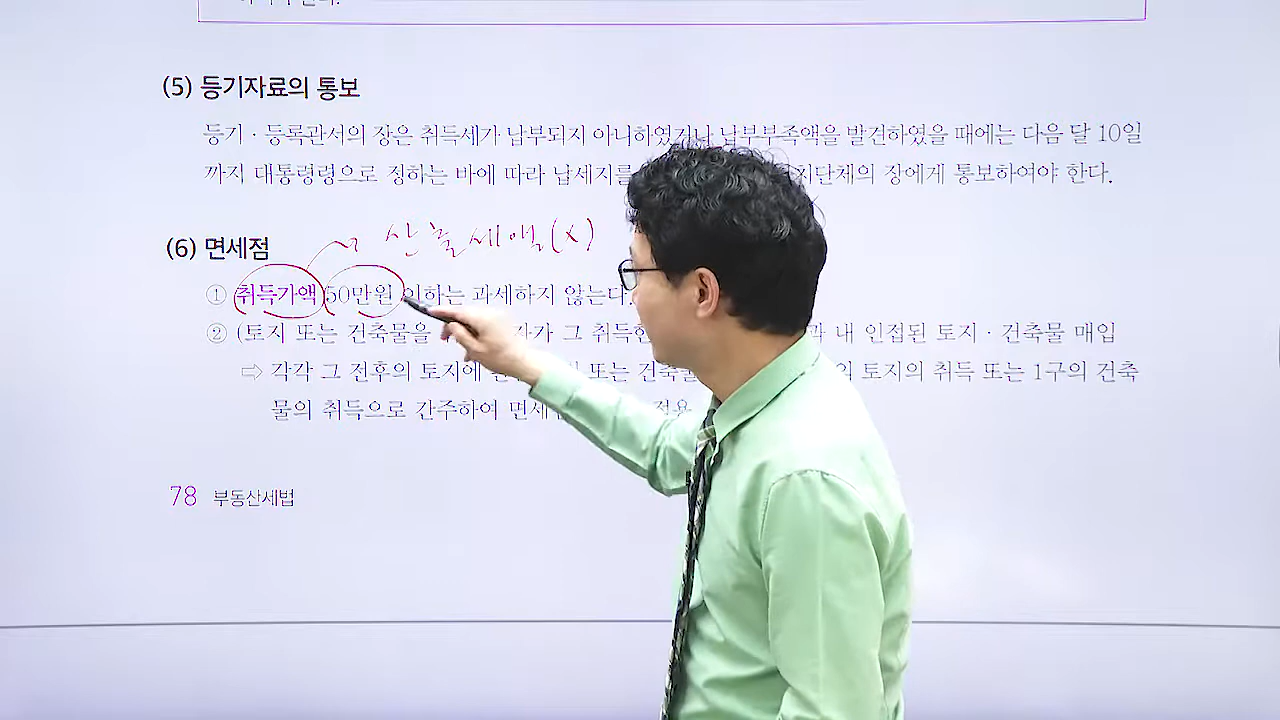 (5) 등기자료의 통보
등기 · 등록관서의 장은 취득세가 납부되지 아니하였거나 납부부족액을 발견하였을 때에는 다음 달 10일
까지 대통령령으로 정하는 바에 따라 납세지를 단체의 장에게 통보하여야 한다.
산출세액(X)
(6) 면세점
① 취득가액 50만원 이하는 과세하지 않는다.
② (토지 또는 건축물을 그 취득한 내 인접된 토지 · 건축물 매입
⇨ 각각 그 전후의 토지에 또는 토지의 취득 또는 1구의 건축
물의 취득으로 간주하여 적용
78 부동산세법